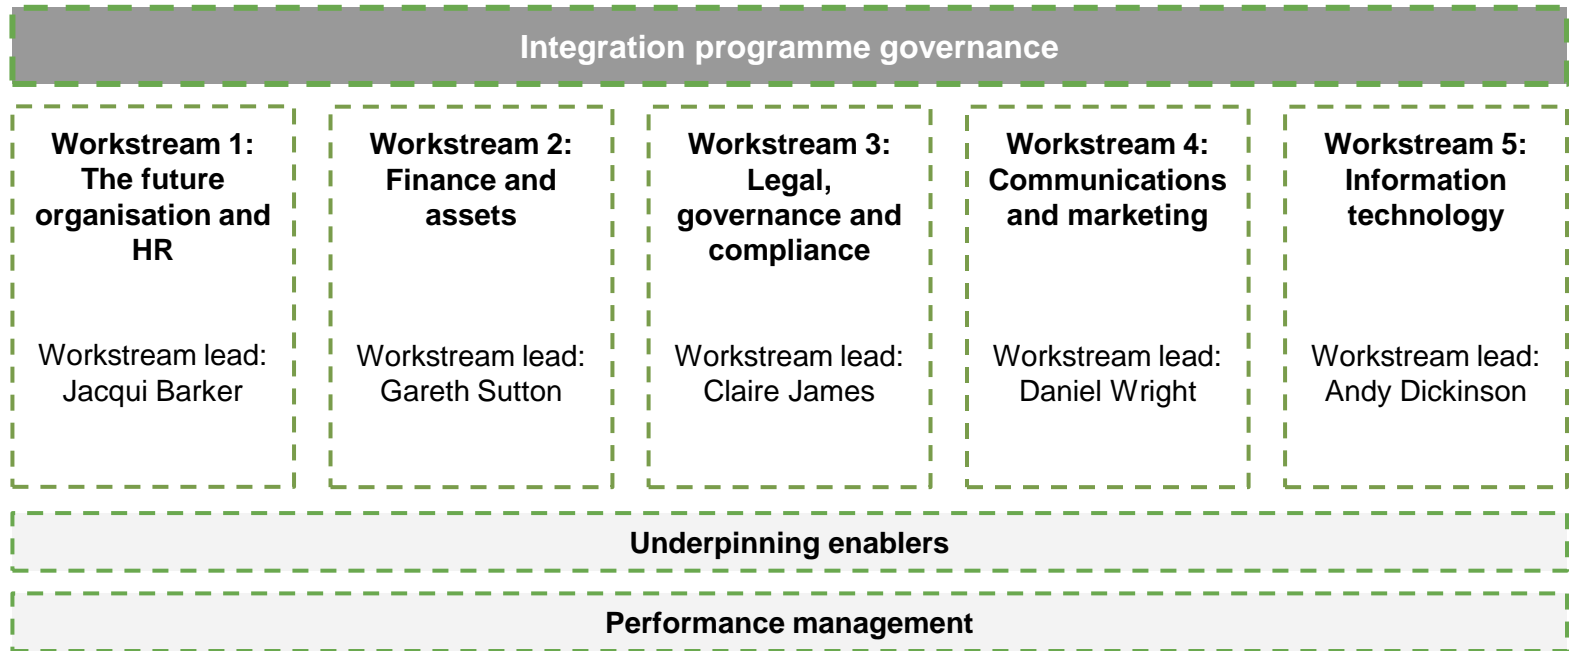 Integration programme governance
Workstream 1:
The future
organisation and
HR
Workstream lead:
Jacqui Barker
Workstream 2:
Finance and
assets
Workstream lead:
Gareth Sutton
Workstream 3:
Legal,
governance and
compliance
Workstream lead:
Claire James
Workstream 4:
Communications
and marketing
Workstream lead:
Daniel Wright
Workstream 5:
Information
technology
Workstream lead:
Andy Dickinson
Underpinning enablers
Performance management